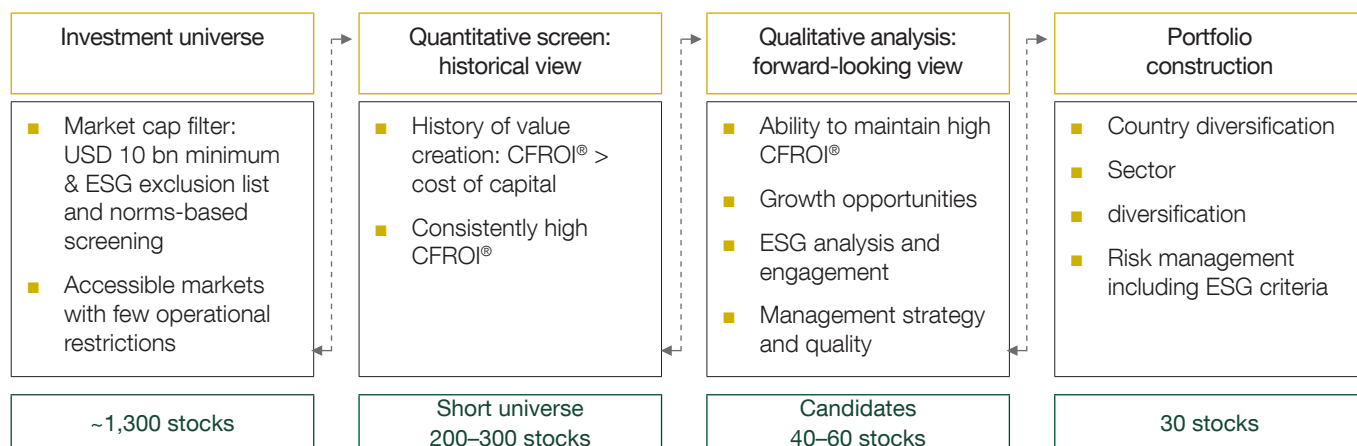 Investment universe
Quantitative screen:
historical view
Qualitative analysis:
forward-looking view
Portfolio
construction
■ Market cap filter:
USD 10 bn minimum
& ESG exclusion list
and norms-based
screening
■ Accessible markets
with few operational
restrictions
■ History of value
creation: CFROI® >
cost of capital
■ Consistently high
CFROI®
■ Ability to maintain high
CFROI®
■ Growth opportunities
■ ESG analysis and
engagement
■ Management strategy
and quality
■ Country diversification
■ Sector
■ diversification
■ Risk management
including ESG criteria
~1,300 stocks
Short universe
200–300 stocks
Candidates
40–60 stocks
30 stocks